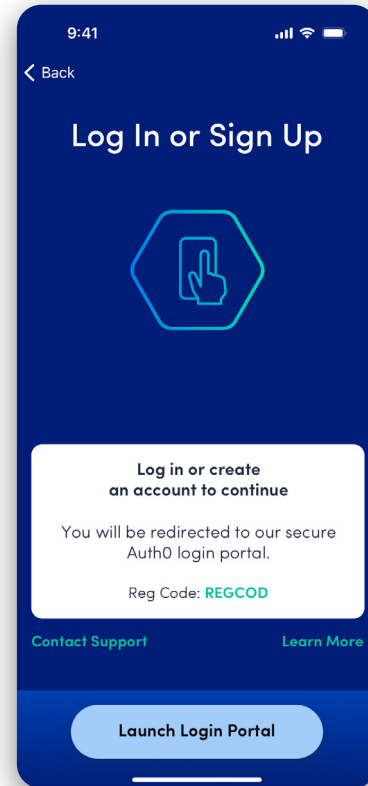 9:41
Back
Log In or Sign Up
Log in or create
an account to continue
You will be redirected to our secure
Auth0 login portal.
Reg Code: REGCOD
Contact Support Learn More
Launch Login Portal